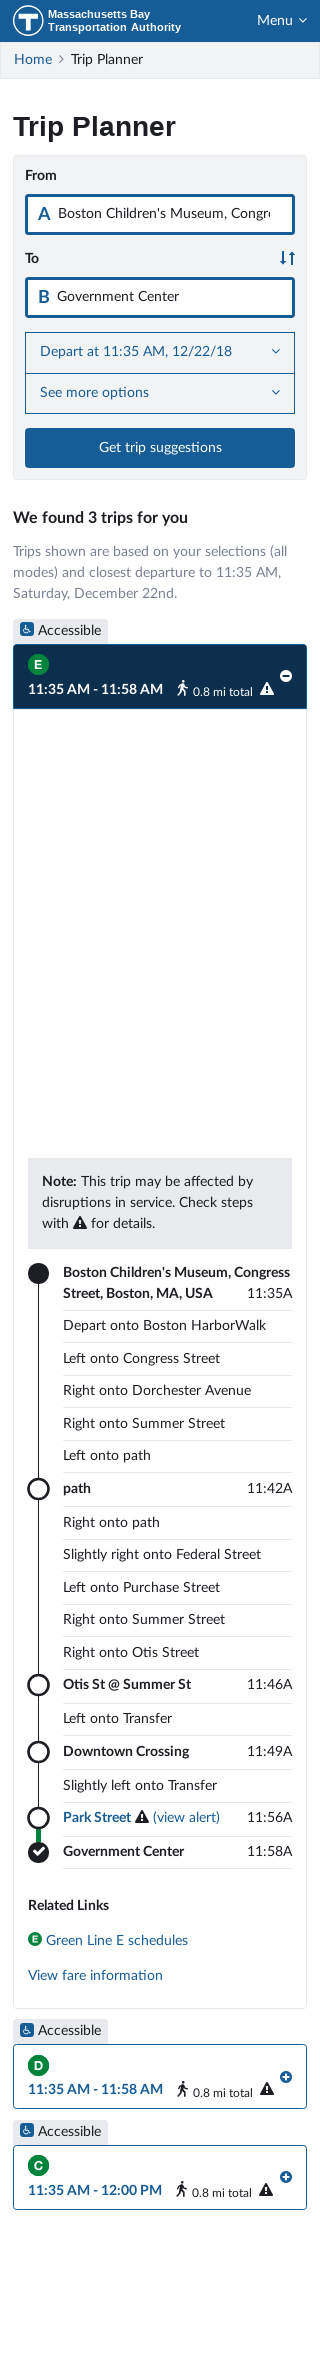 Massachusetts Bay
Transportation Authority
Menu
Home > Trip Planner
Trip Planner
From
A Boston Children's Museum, Congre
To
B Government Center
Depart at 11:35 AM, 12/22/18
See more options
Get trip suggestions
We found 3 trips for you
Trips shown are based on your selections (all
modes) and closest departure to 11:35 AM,
Saturday, December 22nd.
Accessible
E
11:35 AM - 11:58 AM 0.8 mi total
Note: This trip may be affected by
disruptions in service. Check steps
with for details.
Boston Children's Museum, Congress
Street, Boston, MA, USA 11:35A
Depart onto Boston HarborWalk
Left onto Congress Street
Right onto Dorchester Avenue
Right onto Summer Street
Left onto path
path 11:42A
Right onto path
Slightly right onto Federal Street
Left onto Purchase Street
Right onto Summer Street
Right onto Otis Street
Otis St @ Summer St 11:46A
Left onto Transfer
Downtown Crossing 11:49A
Slightly left onto Transfer
Park Street (view alert) 11:56A
Government Center 11:58A
Related Links
E Green Line E schedules
View fare information
Accessible
D
11:35 AM - 11:58 AM 0.8 mi total
Accessible
C
11:35 AM - 12:00 PM 0.8 mi total